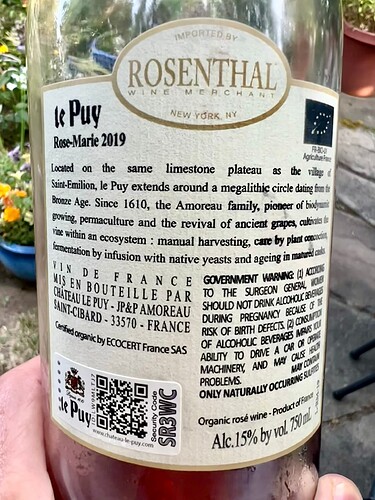 IMPORTED BY
ROSENTHAL
WINE MERCHANT
NEW YORK, NY
le Puy
Rose-Marie 2019
FR-BIO-01
Agriculture France
Located on the same limestone plateau as the village of
Saint-Emilion, le Puy extends around a megalithic circle dating from the
Bronze Age. Since 1610, the Amoreau family, pioneer of biodynamic
growing, permaculture and the revival of ancient grapes, cultivates the
vine within an ecosystem : manual harvesting, care by plant concoction,
fermentation by infusion with native yeasts and ageing in matured casks.
VIN DE FRANCE
MIS EN BOUTEILLE PAR
CHÂTEAU LE PUY - JP&P AMOREAU
SAINT-CIBARD - 33570 - FRANCE
Certified organic by ECOCERT France SAS
GOVERNMENT WARNING: (1) ACCORDING
TO THE SURGEON GENERAL, WOMEN
SHOULD NOT DRINK ALCOHOLIC BEVERAGES
DURING PREGNANCY BECAUSE OF THE
RISK OF BIRTH DEFECTS. (2) CONSUMPTION
OF ALCOHOLIC BEVERAGES IMPAIRS YOUR
ABILITY TO DRIVE A CAR OR OPERATE
MACHINERY, AND MAY CAUSE HEALTH
PROBLEMS. MAY CONTAIN
ONLY NATURALLY OCCURRING SULFITES
le Puy
www.chateau-le-puy.com
Security Code
SR3WC
Organic rosé wine - Product of France
Alc.15% by vol. 750 ml